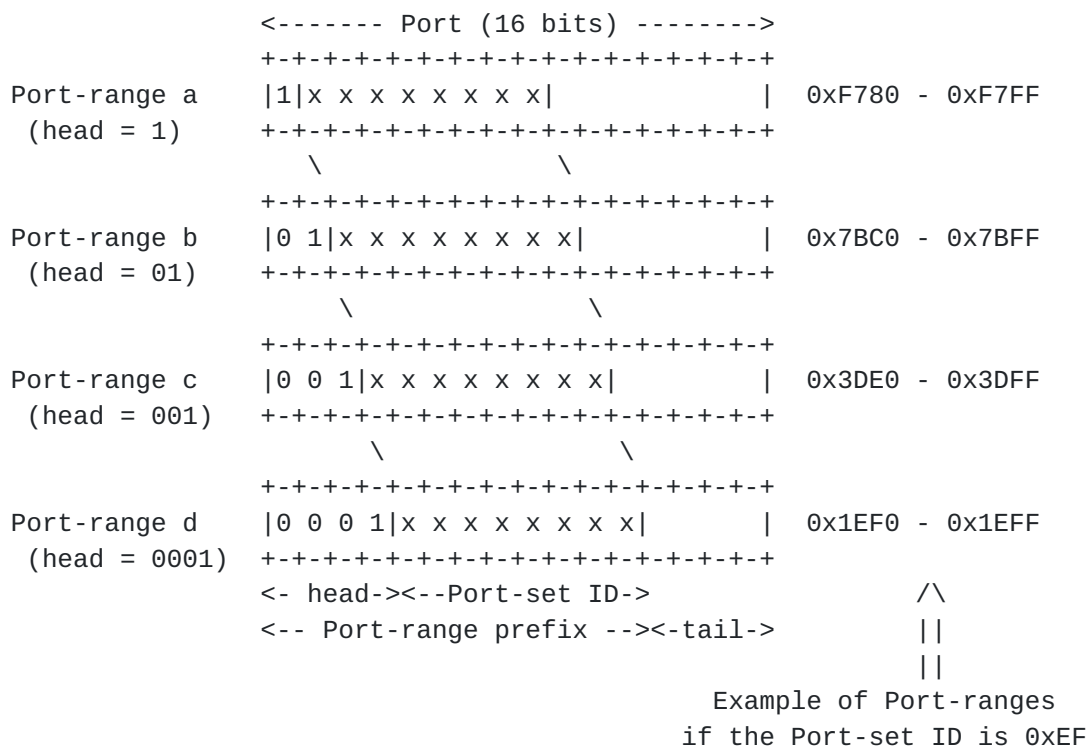 <------- Port (16 bits) -------->
+-+-+-+-+-+-+-+-+-+-+-+-+-+-+-+-+
Port-range a |1|x x x x x x x x| | 0xF780 - 0xF7FF
(head = 1) +-+-+-+-+-+-+-+-+-+-+-+-+-+-+-+-+
\ \
+-+-+-+-+-+-+-+-+-+-+-+-+-+-+-+-+
Port-range b |0 1|x x x x x x x x| | 0x7BC0 - 0x7BFF
(head = 01) +-+-+-+-+-+-+-+-+-+-+-+-+-+-+-+-+
\ \
+-+-+-+-+-+-+-+-+-+-+-+-+-+-+-+-+
Port-range c |0 0 1|x x x x x x x x| | 0x3DE0 - 0x3DFF
(head = 001) +-+-+-+-+-+-+-+-+-+-+-+-+-+-+-+-+
\ \
+-+-+-+-+-+-+-+-+-+-+-+-+-+-+-+-+
Port-range d |0 0 0 1|x x x x x x x x| | 0x1EF0 - 0x1EFF
(head = 0001) +-+-+-+-+-+-+-+-+-+-+-+-+-+-+-+-+
<- head-><--Port-set ID-> /\
<-- Port-range prefix --><-tail-> ||
||
Example of Port-ranges
if the Port-set ID is 0xEF